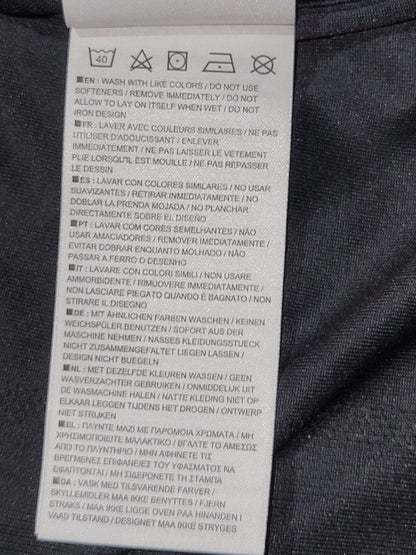 40
EN : WASH WITH LIKE COLORS / DO NOT USE
SOFTENERS / REMOVE IMMEDIATELY / DO NOT
ALLOW TO LAY ON ITSELF WHEN WET / DO NOT
IRON DESIGN
FR : LAVER AVEC COULEURS SIMILAIRES / NE PAS
UTILISER D'ADOUCISSANT / ENLEVER
IMMEDIATEMENT / NE PAS LAISSER LE VETEMENT
PLIÉ LORSQU'IL EST MOUILLE / NE PAS REPASSER
LE DESSIN
ES : LAVAR CON COLORES SIMILARES / NO USAR
SUAVIZANTES / RETIRAR INMEDIATAMENTE / NO
DOBLAR LA PRENDA MOJADA / NO PLANCHAR
DIRECTAMENTE SOBRE EL DISEÑO
PT : LAVAR COM CORES SEMELHANTES / NÃO
USAR AMACIADORES / REMOVER IMEDIATAMENTE /
EVITAR DOBRAR ENQUANTO MOLHADO / NÃO
PASSAR A FERRO O DESENHO
IT : LAVARE CON COLORI SIMILI / NON USARE
AMMORBIDENTE / RIMUOVERE IMMEDIATAMENTE /
NON LASCIARE PIEGATO QUANDO È BAGNATO / NON
STIRARE IL DISEGNO
DE : MIT ÄHNLICHEN FARBEN WASCHEN / KEINEN
WEICHSPÜLER BENUTZEN / SOFORT AUS DER
MASCHINE NEHMEN / NASSES KLEIDUNGSSTUECK
NICHT ZUSAMMENGEFALTET LIEGEN LASSEN /
DESIGN NICHT BUEGELN
NL : MET DEZELFDE KLEUREN WASSEN / GEEN
WASVERZACHTER GEBRUIKEN / ONMIDDELIJK UIT
DE WASMACHINE HALEN / NATTE KLEDING NIET OP
ELKAAR LEGGEN TIJDENS HET DROGEN / ONTWERP
NIET STRIJKEN
EL : ΠΛΥΝΤΕ ΜΑΖΙ ΜΕ ΠΑΡΟΜΟΙΑ ΧΡΩΜΑΤΑ / ΜΗ
ΧΡΗΣΙΜΟΠΟΙΕΙΤΕ ΜΑΛΑΚΤΙΚΟ / ΒΓΑΛΤΕ ΤΟ ΑΜΕΣΩΣ
ΑΠΟ ΤΟ ΠΛΥΝΤΗΡΙΟ / ΜΗΝ ΑΦΗΝΕΤΕ ΤΙΣ
ΒΡΕΓΜΕΝΕΣ ΕΠΙΦΑΝΕΙΕΣ ΤΟΥ ΥΦΑΣΜΑΤΟΣ ΝΑ
ΕΦΑΠΤΟΝΤΑΙ / ΜΗ ΣΙΔΕΡΩΝΕΤΕ ΤΗ ΣΤΑΜΠΑ
DA : VASK MED TILSVARENDE FARVER /
SKYLLEMIDLER MAA IKKE BENYTTES / FJERN
STRAKS / MAA IKKE LIGGE OVEN PAA HINANDEN I
VAAD TILSTAND / DESIGNET MAA IKKE STRYGES